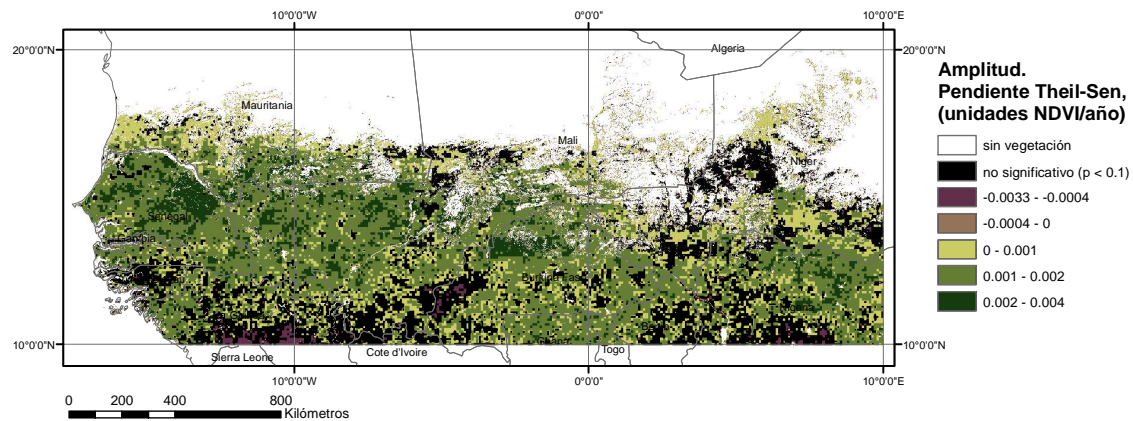 10°0'0"W
0°0'0"
10°0'0"E
20°0'0"N
20°0'0"N
Algeria
Mauritania
Mali
Niger
Senegal
Gambia
Burkina Faso
Nigeria
10°0'0"N
10°0'0"N
Sierra Leone
Cote d'Ivoire
Ghana
Togo
10°0'0"W
0°0'0"
10°0'0"E
0 200 400 800
Kilómetros
Amplitud.
Pendiente Theil-Sen,
(unidades NDVI/año)
sin vegetación
no significativo (p < 0.1)
-0.0033 - -0.0004
-0.0004 - 0
0 - 0.001
0.001 - 0.002
0.002 - 0.004